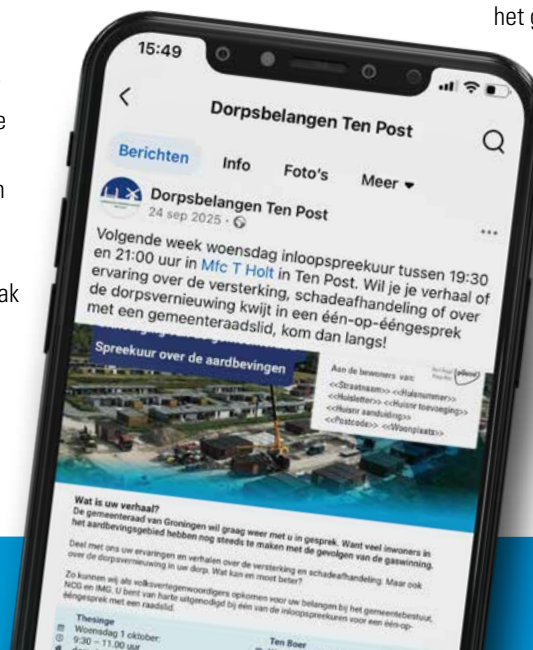 het g
e
n
ak
15:49
Dorpsbelangen Ten Post
Berichten Info Foto's Meer
Dorpsbelangen Ten Post
24 sep 2025
Volgende week woensdag inloopspreekuur tussen 19:30
en 21:00 uur in Mfc T Holt in Ten Post. Wil je je verhaal of
ervaring over de versterking, schadeafhandeling of over
de dorpsvernieuwing kwijt in een één-op-ééngesprek
met een gemeenteraadslid, kom dan langs!
Spreekuur over de aardbevingen
Aan de bewoners van:
<<Straatnaam>> <<Huisnummer>>
<<Huisletter>> <<Huisnr toevoeging>>
<<Huisnr aanduiding>>
<<Postcode>> <<Woonplaats>>
Wat is uw verhaal?
De gemeenteraad van Groningen wil graag weer met u in gesprek. Want veel inwoners in
het aardbevingsgebied hebben nog steeds te maken met de gevolgen van de gaswinning.
Deel met ons uw ervaringen en verhalen over de versterking en schadeafhandeling. Maar ook
over de dorpsvernieuwing in uw dorp. Wat kan en moet beter?
Zo kunnen wij als volksvertegenwoordigers opkomen voor uw belangen bij het gemeentebestuur,
NCG en IMG. U bent van harte uitgenodigd bij één van de inloopspreekuren voor een één-op-
ééngesprek met een raadslid.
Thesinge
Woensdag 1 oktober:
9:30 – 11.00 uur
Ten Boer